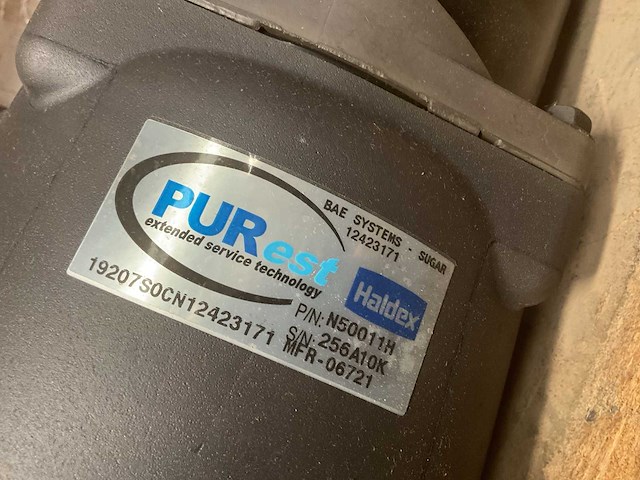 BAE SYSTEMS - SUGAR
12423171
PURest
extended service technology
Haldex
19207S0CN12423171
P/N: N50011H
S/N: 256A10K
MFR-06721